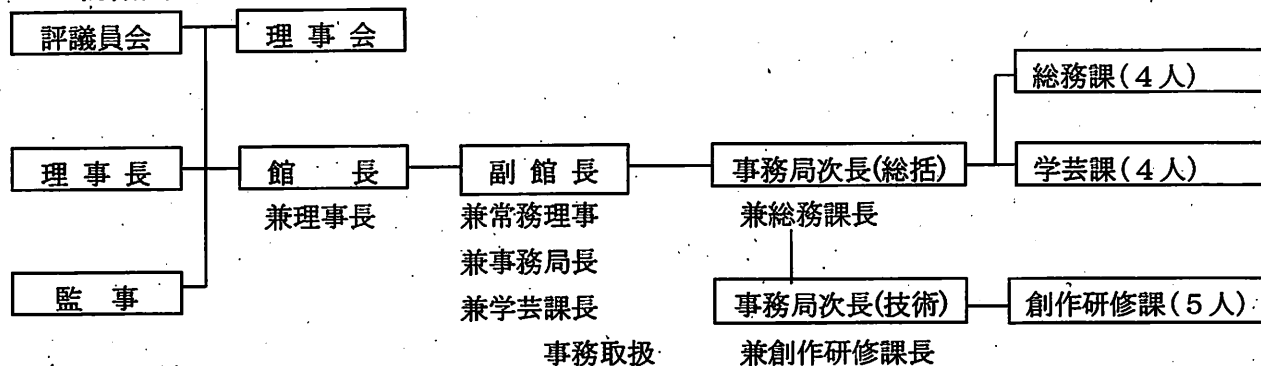 評議員会 理事会
総務課(4人)
理事長 館長 副館長 事務局次長(総括) 学芸課(4人)
兼理事長 兼常務理事 兼総務課長
兼事務局長
監事 事務局次長(技術) 創作研修課(5人)
兼学芸課長
事務取扱 兼創作研修課長